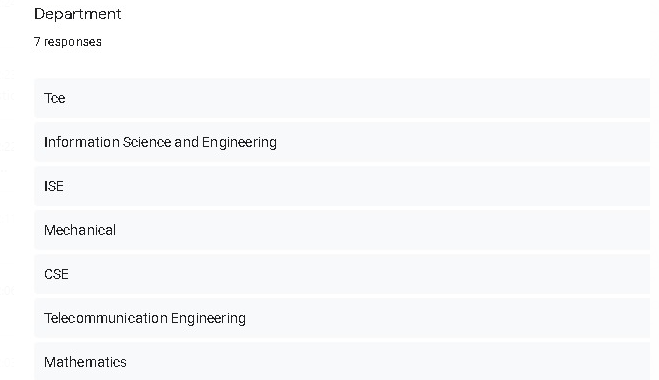 Department
7 responses
Tce
Information Science and Engineering
ISE
Mechanical
CSE
Telecommunication Engineering
Mathematics